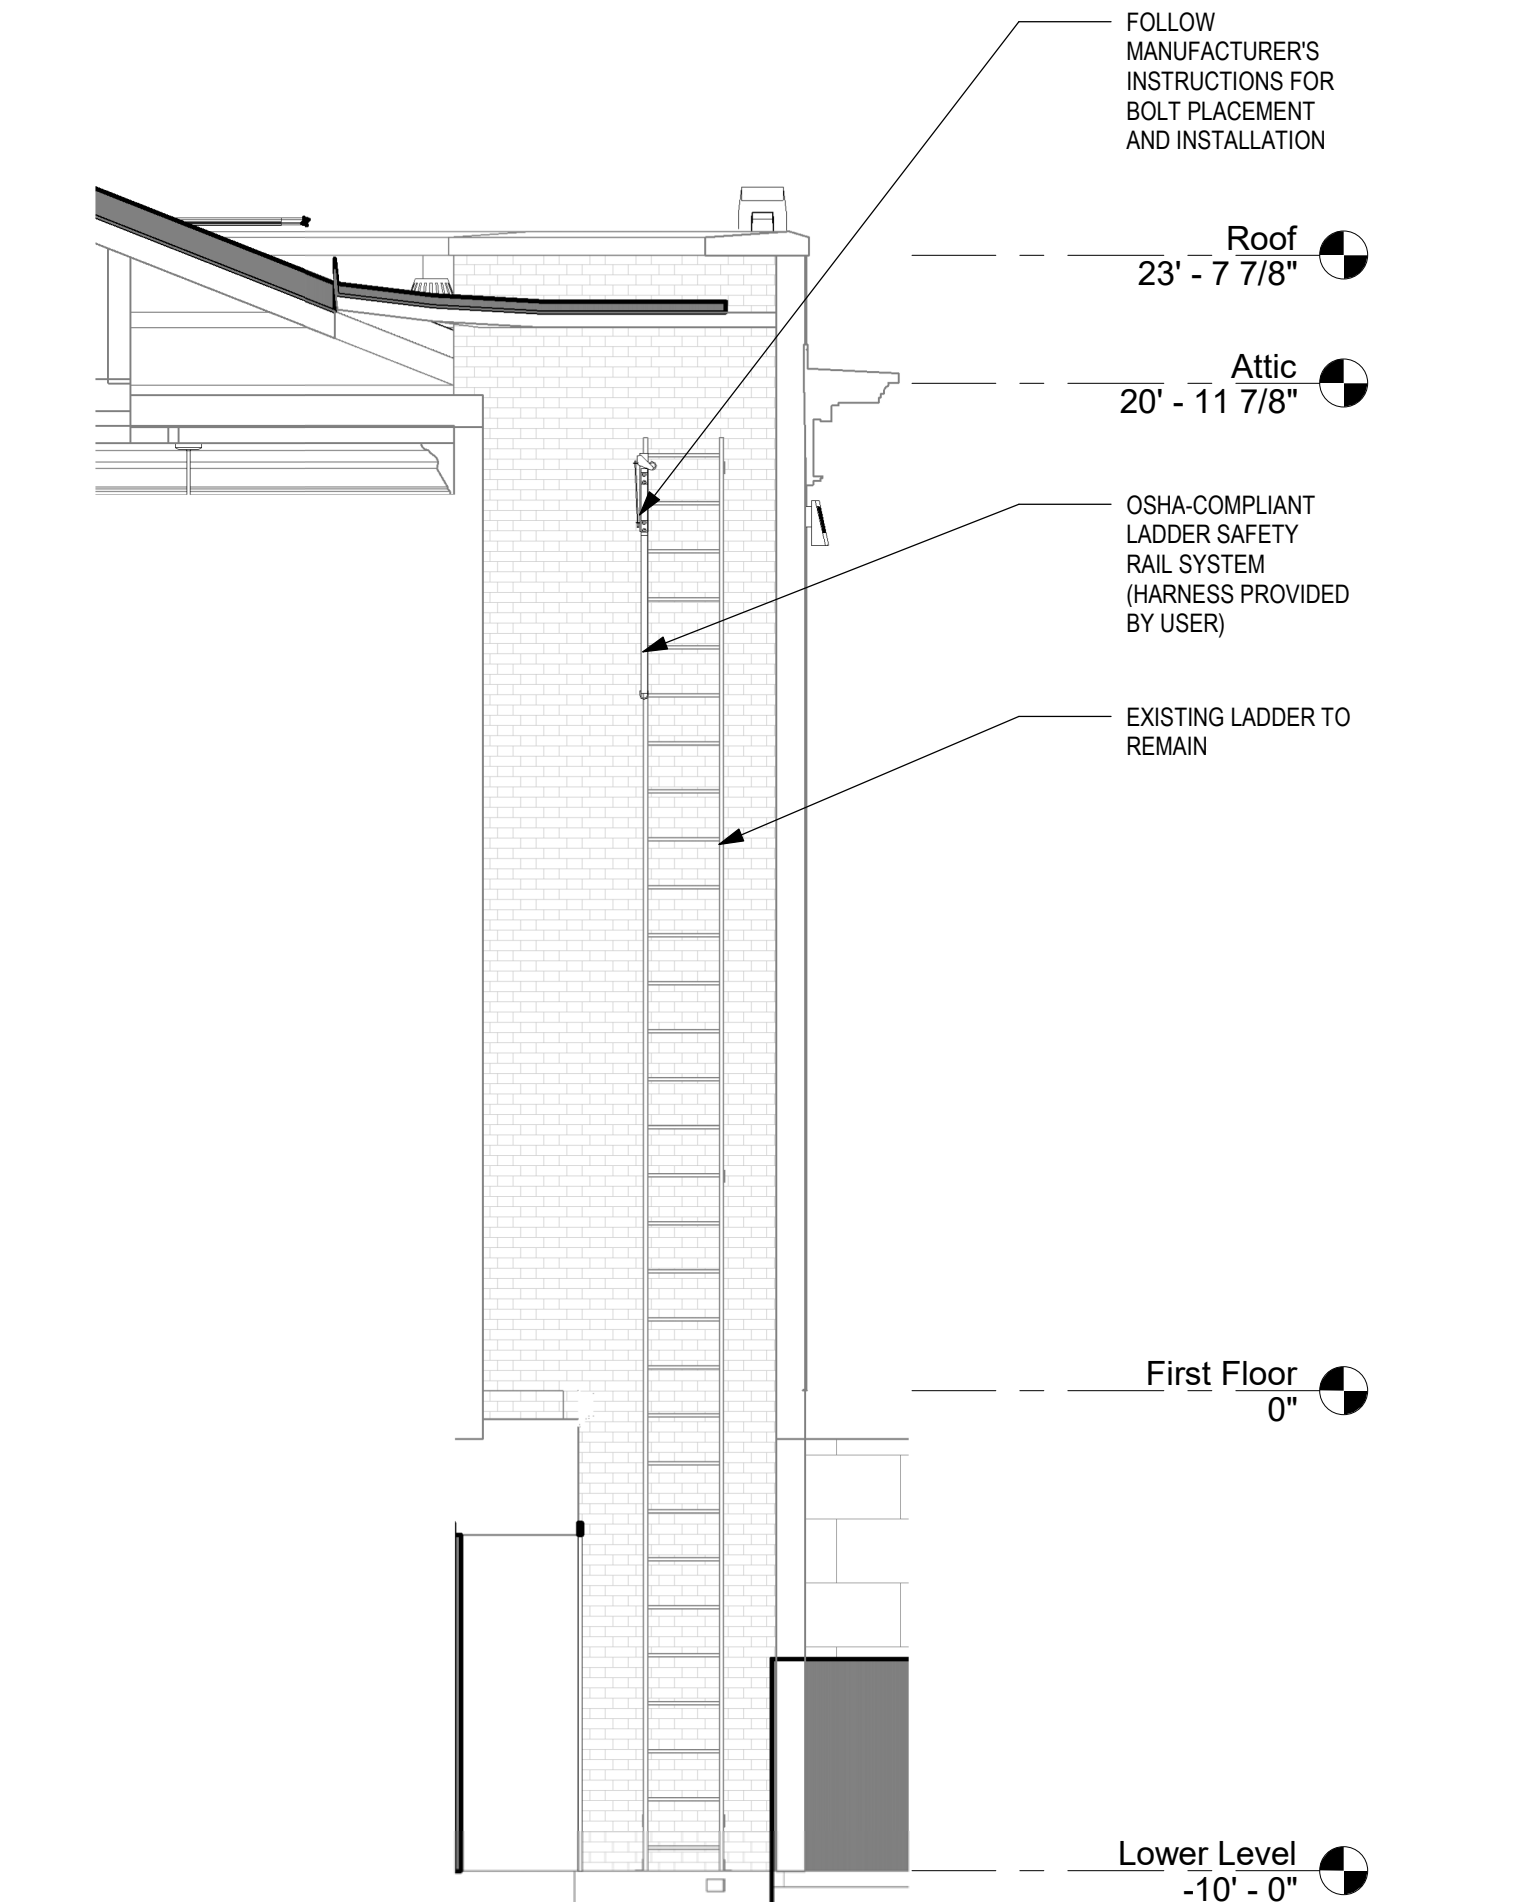 FOLLOW
MANUFACTURER'S
INSTRUCTIONS FOR
BOLT PLACEMENT
AND INSTALLATION
Roof
23' - 7 7/8"
Attic
20' - 11 7/8"
OSHA-COMPLIANT
LADDER SAFETY
RAIL SYSTEM
(HARNESS PROVIDED
BY USER)
EXISTING LADDER TO
REMAIN
First Floor
0"
Lower Level
-10' - 0"